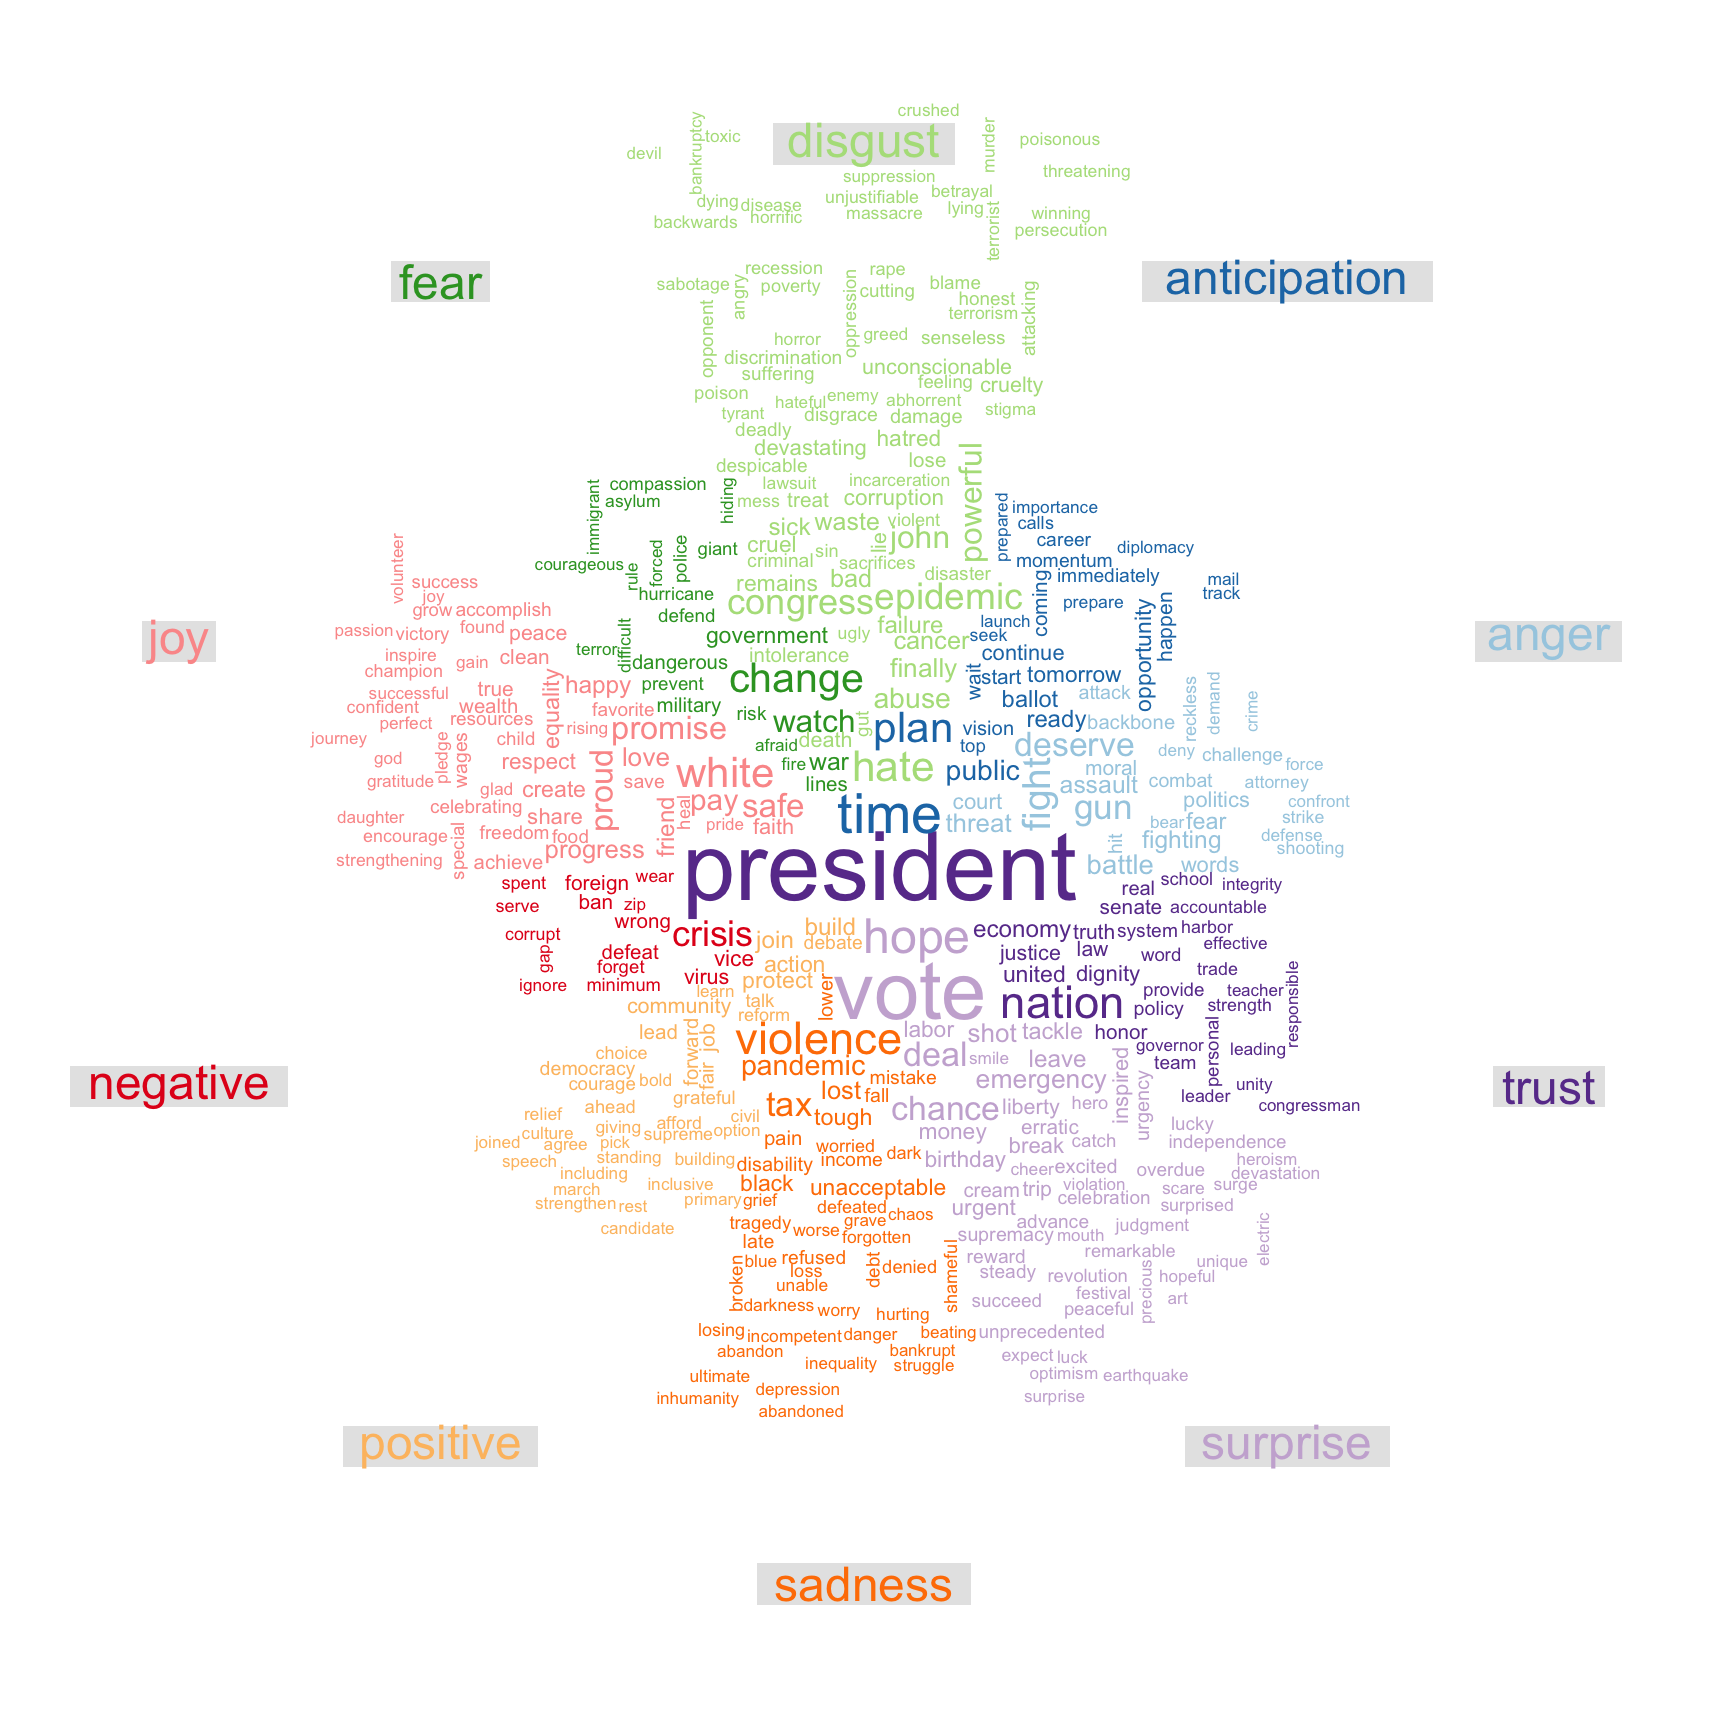 crushed
disgust
bankruptcy
toxic
murder
poisonous
devil
suppression
threatening
dying
disease
unjustifiable
betrayal
backwards
horrific
massacre
lying
terrorist
winning
persecution
fear
anticipation
recession
rape
sabotage
angry
poverty
oppression
cutting
blame
honest
attacking
opponent
terrorism
horror
greed
senseless
discrimination
suffering
unconscionable
feeling
cruelty
poison
hateful
enemy
abhorrent
stigma
tyrant
disgrace
damage
deadly
hatred
devastating
powerful
despicable
lose
lawsuit
incarceration
mess
treat
corruption
sick
waste
violent
john
cruel
sin
lie
criminal
sacrifices
remains
bad
disaster
congress
epidemic
failure
ugly
cancer
intolerance
finally
abuse
gut
death
hate
immigrant
compassion
asylum
hiding
courageous
rule
forced
police
giant
hurricane
defend
government
terror
difficult
dangerous
change
prevent
military
risk
watch
afraid
fire
war
lines
prepared
importance
calls
career
momentum
diplomacy
coming
immediately
mail
track
prepare
opportunity
happen
launch
seek
continue
wait
start
tomorrow
ballot
ready
plan
vision
top
public
time
joy
volunteer
success
joy
grow
accomplish
passion
victory
found
peace
inspire
champion
gain
clean
successful
true
equality
happy
confident
wealth
favorite
perfect
resources
rising
promise
journey
child
god
pledge
wages
respect
proud
love
white
gratitude
glad
create
save
celebrating
daughter
share
friend
heal
pay
safe
encourage
special
freedom
food
pride
faith
strengthening
achieve
progress
anger
attack
reckless
demand
crime
backbone
deserve
deny
challenge
force
moral
fight
assault
combat
attorney
court
gun
politics
confront
threat
bear
fear
strike
hit
fighting
defense
shooting
battle
words
president
spent
foreign
wear
serve
ban
zip
wrong
corrupt
crisis
gap
defeat
vice
forget
ignore
minimum
virus
negative
real
school
integrity
senate
accountable
economy
truth
system
harbor
effective
justice
law
word
united
dignity
trade
responsible
nation
provide
teacher
policy
strength
honor
governor
personal
leading
team
unity
leader
congressman
trust
build
join
debate
action
protect
learn
community
talk
reform
lead
forward
job
choice
democracy
fair
courage
bold
grateful
relief
ahead
culture
giving
afford
civil
joined
agree
pick
supreme
option
speech
standing
building
including
march
inclusive
strengthen
rest
primary
candidate
positive
hope
vote
labor
shot
tackle
deal
smile
leave
emergency
inspired
urgency
chance
liberty
hero
money
erratic
lucky
break
catch
independence
birthday
cheer
excited
overdue
heroism
devastation
cream
trip
violation
scare
surge
urgent
celebration
surprised
advance
judgment
supremacy
mouth
electric
reward
remarkable
unique
steady
revolution
precious
hopeful
festival
succeed
peaceful
art
unprecedented
expect
luck
optimism
earthquake
surprise
surprise
lower
violence
pandemic
lost
mistake
fall
tax
tough
pain
worried
dark
disability
income
black
unacceptable
grief
defeated
tragedy
worse
grave
chaos
late
forgotten
broken
blue
refused
debt
denied
shameful
loss
unable
darkness
worry
hurting
losing
incompetent
danger
beating
abandon
bankrupt
inequality
struggle
ultimate
depression
inhumanity
abandoned
sadness